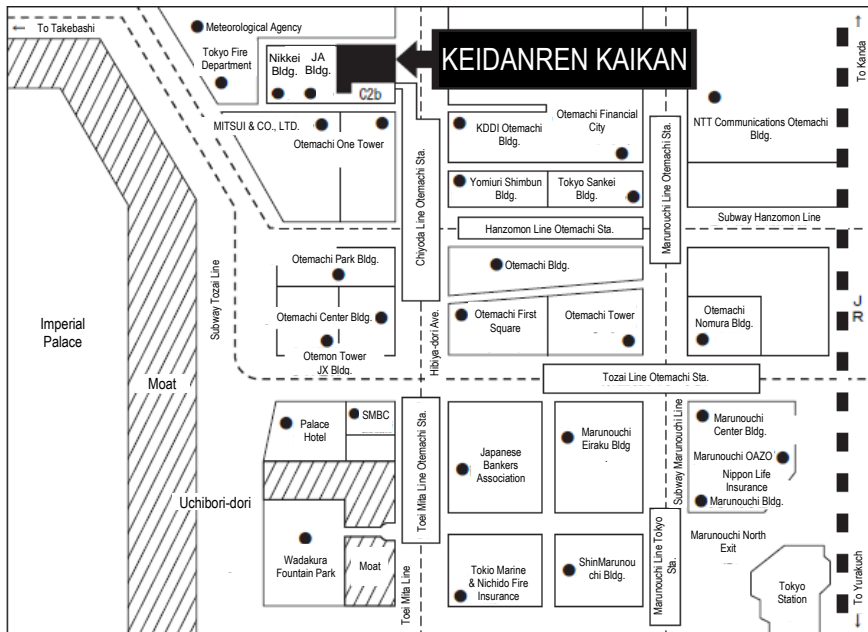 ← To Takebashi
Meteorological Agency
Tokyo Fire
Department
Nikkei
Bldg.
JA
Bldg.
C2b
KEIDANREN KAIKAN
↑
To Kanda
MITSUI & CO., LTD.
Otemachi One Tower
KDDI Otemachi
Bldg.
Otemachi Financial
City
NTT Communications Otemachi
Bldg.
Yomiuri Shimbun
Bldg.
Tokyo Sankei
Bldg.
Chiyoda Line Otemachi Sta.
Marunouchi Line Otemachi Sta.
Hanzomon Line Otemachi Sta.
Subway Hanzomon Line
Subway Tozai Line
Otemachi Park Bldg.
Otemachi Bldg.
Otemachi Center Bldg.
Otemon Tower
JX Bldg.
Hibiya-dori Ave.
Otemachi First
Square
Otemachi Tower
Otemachi
Nomura Bldg.
J
R
Imperial
Palace
Moat
Tozai Line Otemachi Sta.
Palace
Hotel
SMBC
Toei Mita Line Otemachi Sta.
Japanese
Bankers
Association
Marunouchi
Eiraku Bldg
Subway Marunouchi Line
Marunouchi
Center Bldg.
Marunouchi OAZO
Nippon Life
Insurance
Marunouchi Bldg.
Uchibori-dori
Wadakura
Fountain Park
Moat
Toei Mita Line
Tokio Marine
& Nichido Fire
Insurance
ShinMarunou
chi Bldg.
Marunouchi Line Tokyo
Sta.
Marunouchi North
Exit
Tokyo
Station
To Yurakuch
↓